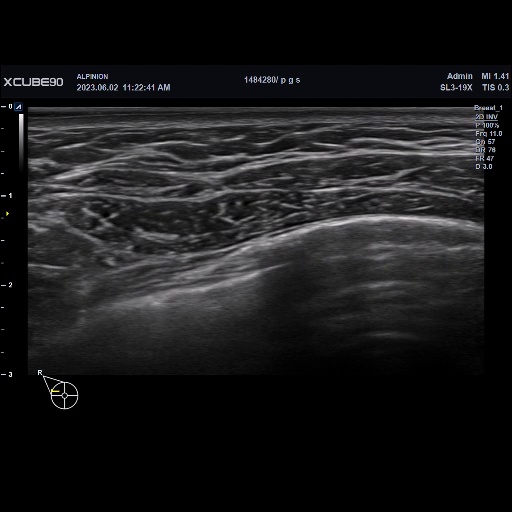 XCUBE90
ALPINION
2023.06.02 11:22:41 AM
1484280/ p g s
Admin MI 1.41
SL3-19X TIS 0.3
Breast_1
2D INV
P 100%
Frq 11.0
Gn 57
DR 76
FR 47
D 3.0
0
1
2
3
R